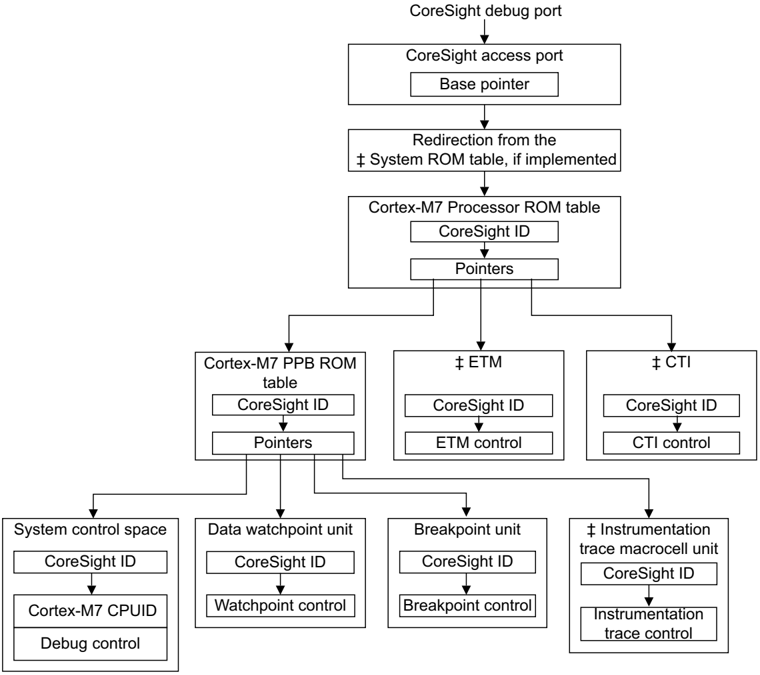 CoreSight debug port
CoreSight access port
Base pointer
Redirection from the
‡ System ROM table, if implemented
Cortex-M7 Processor ROM table
CoreSight ID
Pointers
Cortex-M7 PPB ROM
table
CoreSight ID
Pointers
‡ ETM
CoreSight ID
ETM control
‡ CTI
CoreSight ID
CTI control
System control space
CoreSight ID
Cortex-M7 CPUID
Debug control
Data watchpoint unit
CoreSight ID
Watchpoint control
Breakpoint unit
CoreSight ID
Breakpoint control
‡ Instrumentation
trace macrocell unit
CoreSight ID
Instrumentation
trace control